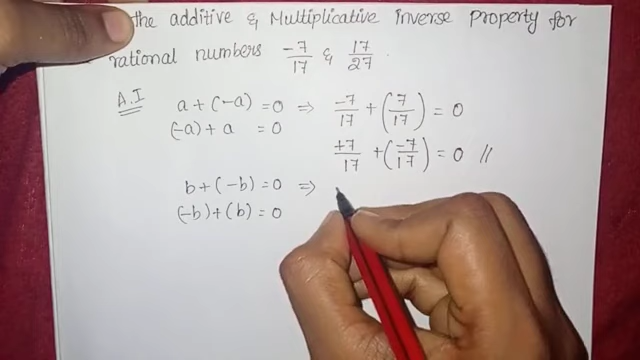 the additive & Multiplicative inverse Property for
rational numbers -7/17 & 17/27.
A.I a+(-a)=0 ⇒ -7/17 + (7/17) = 0
(-a)+a =0 +7/17 + (-7/17) = 0 //
b+(-b)=0 ⇒
(-b)+(b)=0